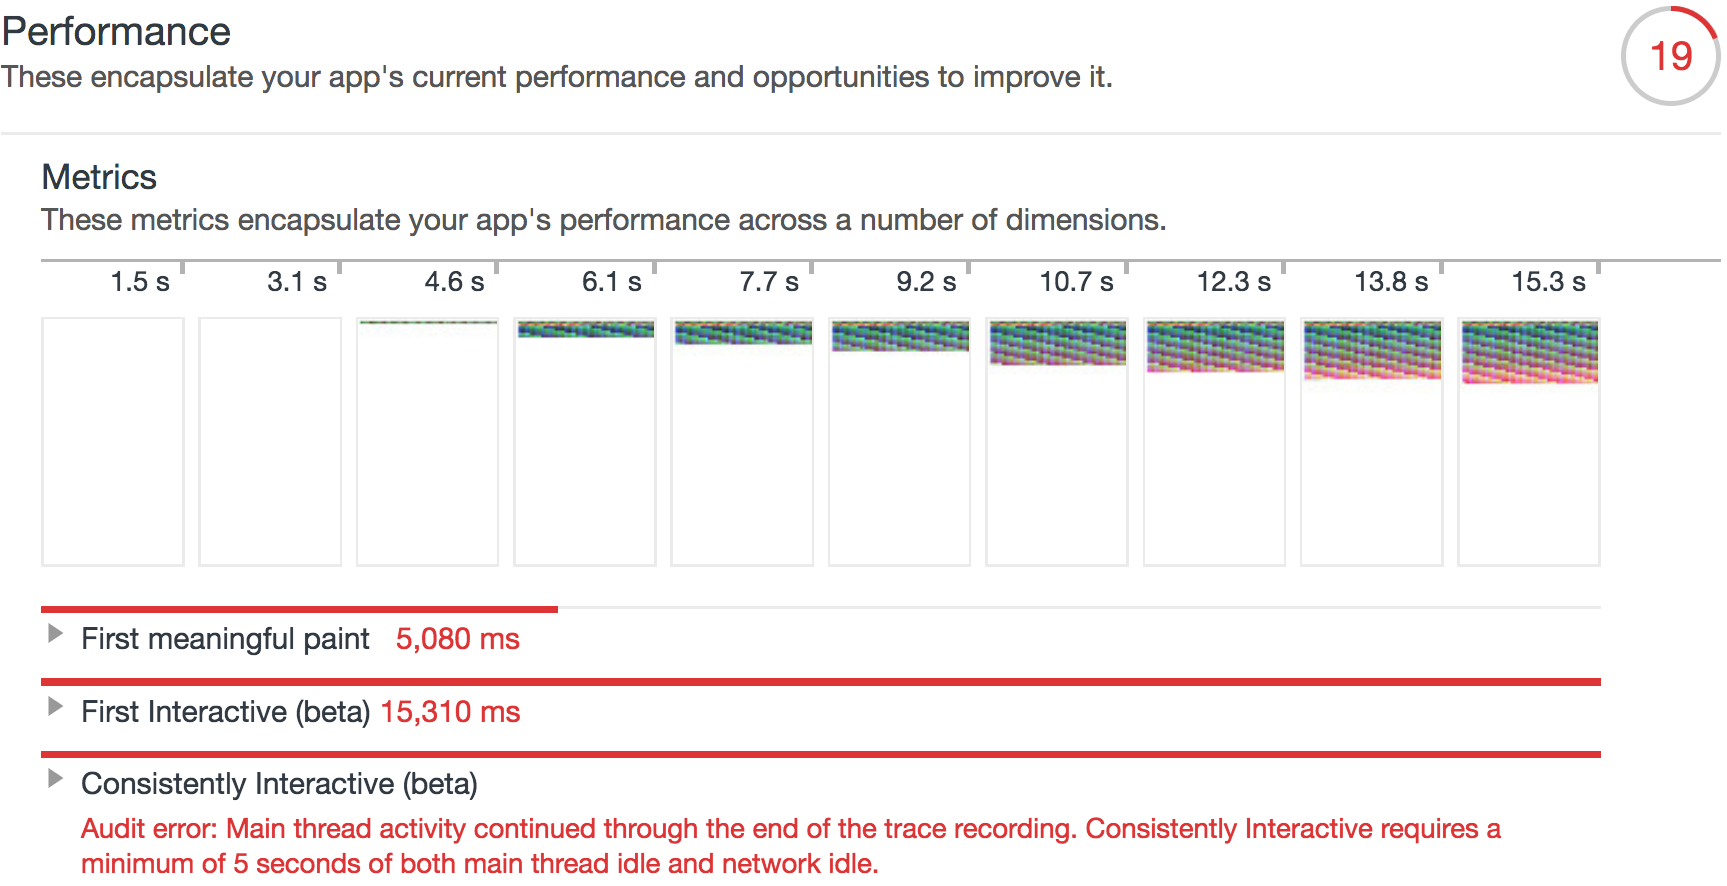 Performance
19
These encapsulate your app's current performance and opportunities to improve it.
Metrics
These metrics encapsulate your app's performance across a number of dimensions.
1.5 s 3.1 s 4.6 s 6.1 s 7.7 s 9.2 s 10.7 s 12.3 s 13.8 s 15.3 s
First meaningful paint 5,080 ms
First Interactive (beta) 15,310 ms
Consistently Interactive (beta)
Audit error: Main thread activity continued through the end of the trace recording. Consistently Interactive requires a
minimum of 5 seconds of both main thread idle and network idle.